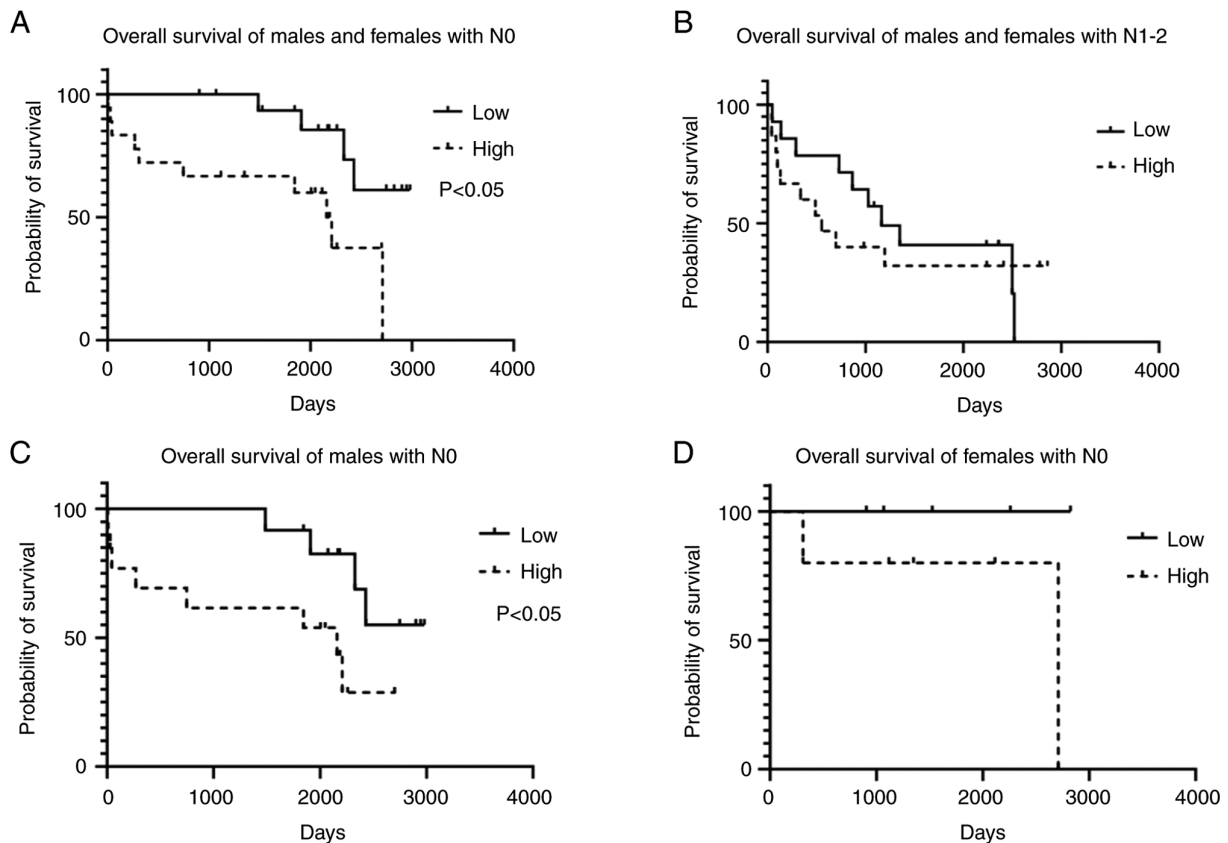 A
Overall survival of males and females with N0
Probability of survival
100
50
0
Low
High
P<0.05
0 1000 2000 3000 4000
Days
B
Overall survival of males and females with N1-2
Probability of survival
100
50
0
Low
High
0 1000 2000 3000 4000
Days
C
Overall survival of males with N0
Probability of survival
100
50
0
Low
High
P<0.05
0 1000 2000 3000 4000
Days
D
Overall survival of females with N0
Probability of survival
100
50
0
Low
High
0 1000 2000 3000 4000
Days